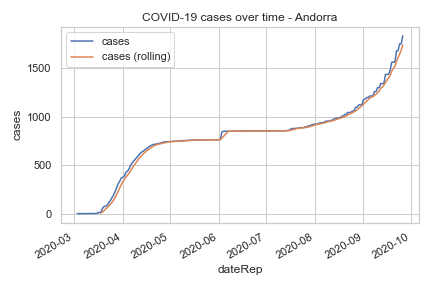 COVID-19 cases over time - Andorra
cases
cases (rolling)
1500
1000
500
0
cases
2020-03
2020-04
2020-05
2020-06
2020-07
2020-08
2020-09
2020-10
dateRep